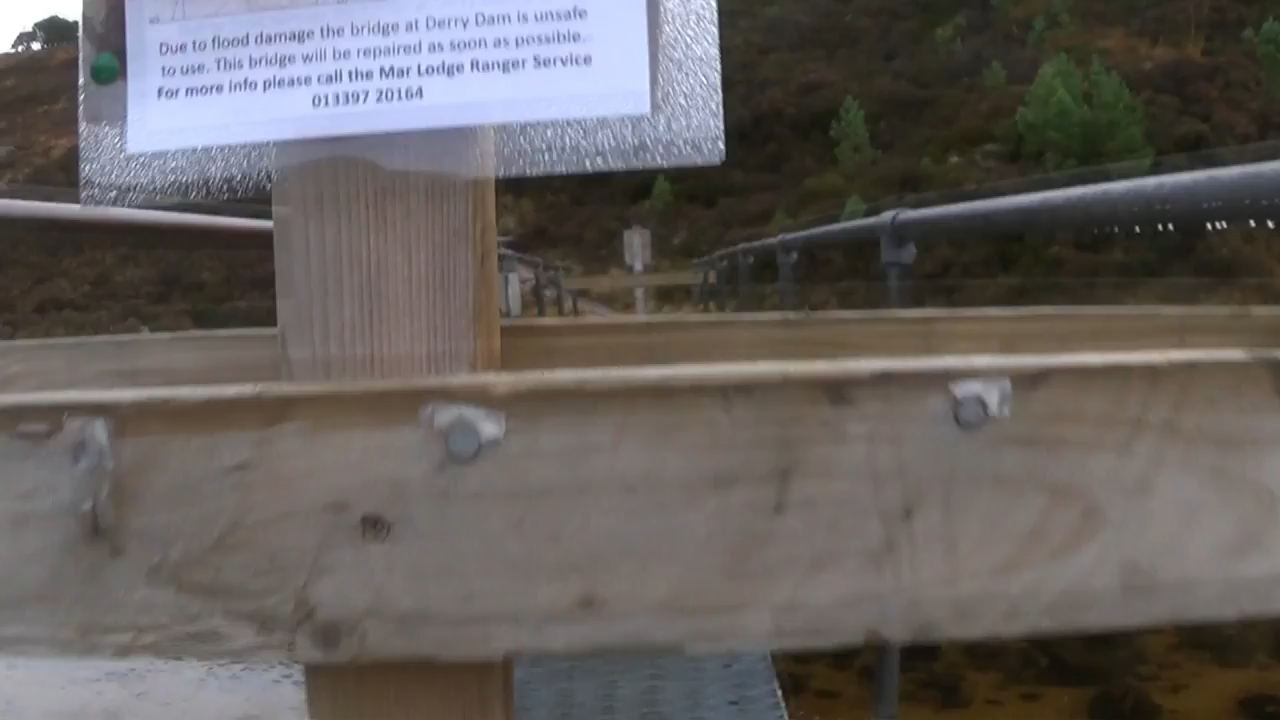 Due to flood damage the bridge at Derry Dam is unsafe
to use. This bridge will be repaired as soon as possible.
For more info please call the Mar Lodge Ranger Service
013397 20164